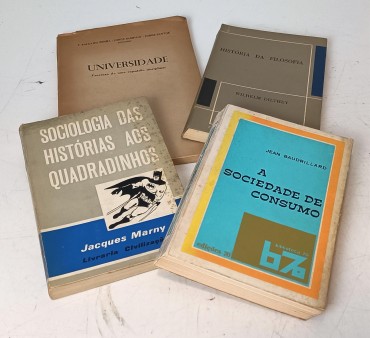 UNIVERSIDADE
HISTÓRIA DA FILOSOFIA
WILHELM DILTHEY
SOCIOLOGIA DAS
HISTÓRIAS AOS
QUADRADINHOS
Jacques Marny
Livraria Civilização
JEAN BAUDRILLARD
A
SOCIEDADE DE
CONSUMO
edições 70